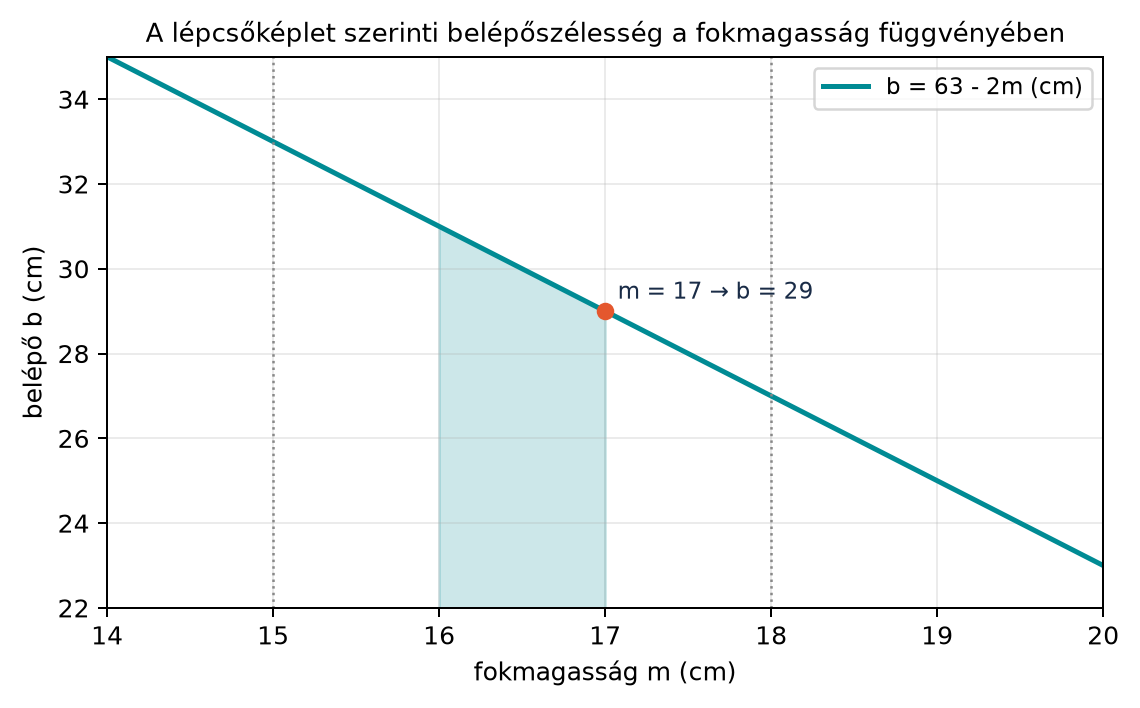 A lépcsőképlet szerinti belépőszélesség a fokmagasság függvényében
b = 63 - 2m (cm)
m = 17 → b = 29
belépő b (cm)
34
32
30
28
26
24
22
14 15 16 17 18 19 20
fokmagasság m (cm)